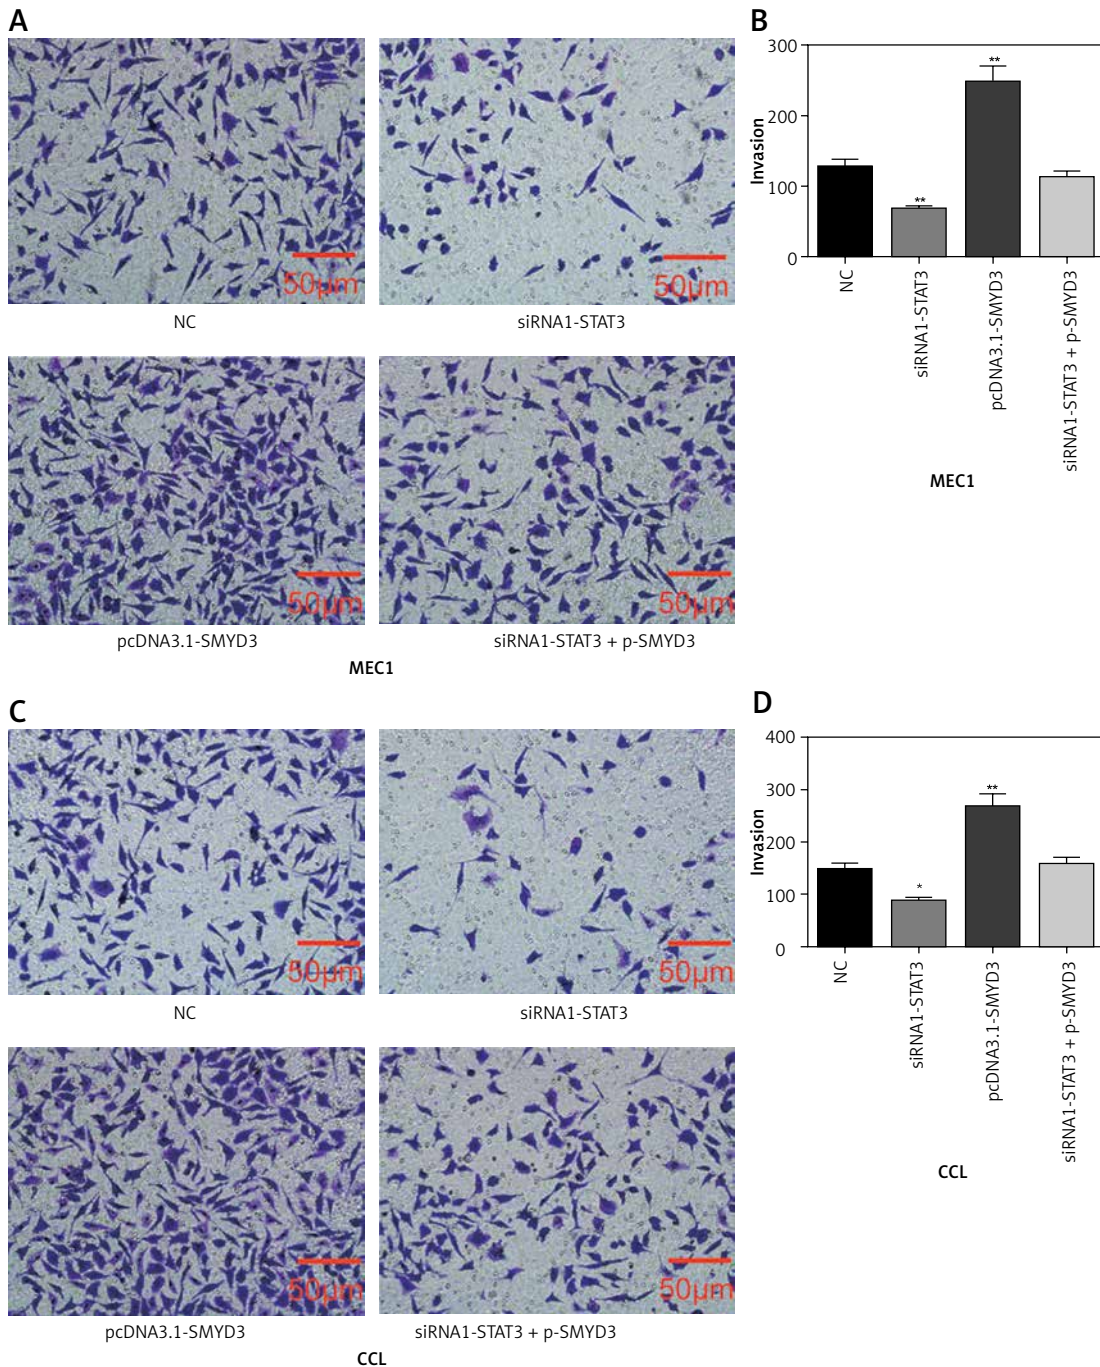 A
50µm
50µm
NC
siRNA1-STAT3
50µm
50µm
pcDNA3.1-SMYD3
siRNA1-STAT3 + p-SMYD3
MEC1
B
300
200
100
0
Invasion
**
**
NC
siRNA1-STAT3
pcDNA3.1-SMYD3
siRNA1-STAT3 + p-SMYD3
MEC1
C
50µm
50µm
NC
siRNA1-STAT3
50µm
50µm
pcDNA3.1-SMYD3
siRNA1-STAT3 + p-SMYD3
CCL
D
400
300
200
100
0
Invasion
*
**
NC
siRNA1-STAT3
pcDNA3.1-SMYD3
siRNA1-STAT3 + p-SMYD3
CCL